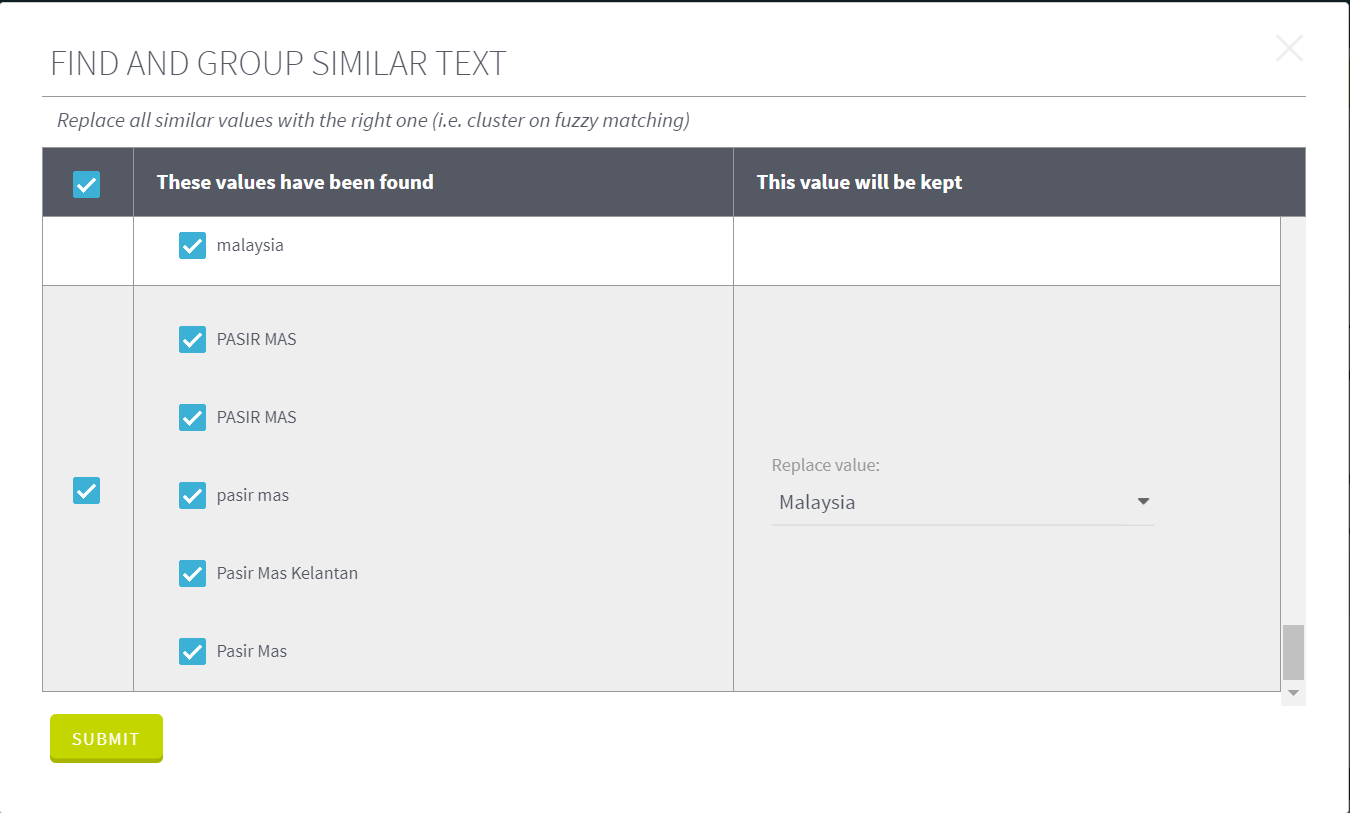 FIND AND GROUP SIMILAR TEXT
Replace all similar values with the right one (i.e. cluster on fuzzy matching)
These values have been found
This value will be kept
malaysia
PASIR MAS
PASIR MAS
pasir mas
Pasir Mas Kelantan
Pasir Mas
Replace value:
Malaysia
SUBMIT